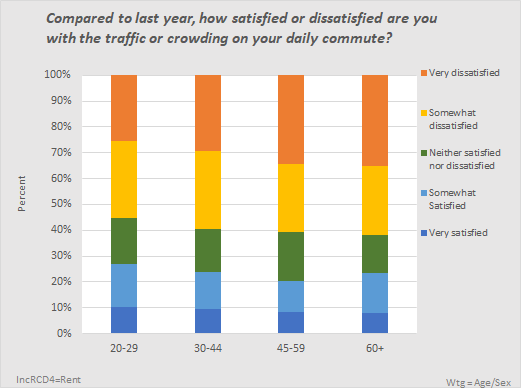 Compared to last year, how satisfied or dissatisfied are you
with the traffic or crowding on your daily commute?
Percent
100%
90%
80%
70%
60%
50%
40%
30%
20%
10%
0%
20-29
30-44
45-59
60+
Very dissatisfied
Somewhat
dissatisfied
Neither satisfied
nor dissatisfied
Somewhat
Satisfied
Very satisfied
IncRCD4=Rent
Wtg = Age/Sex